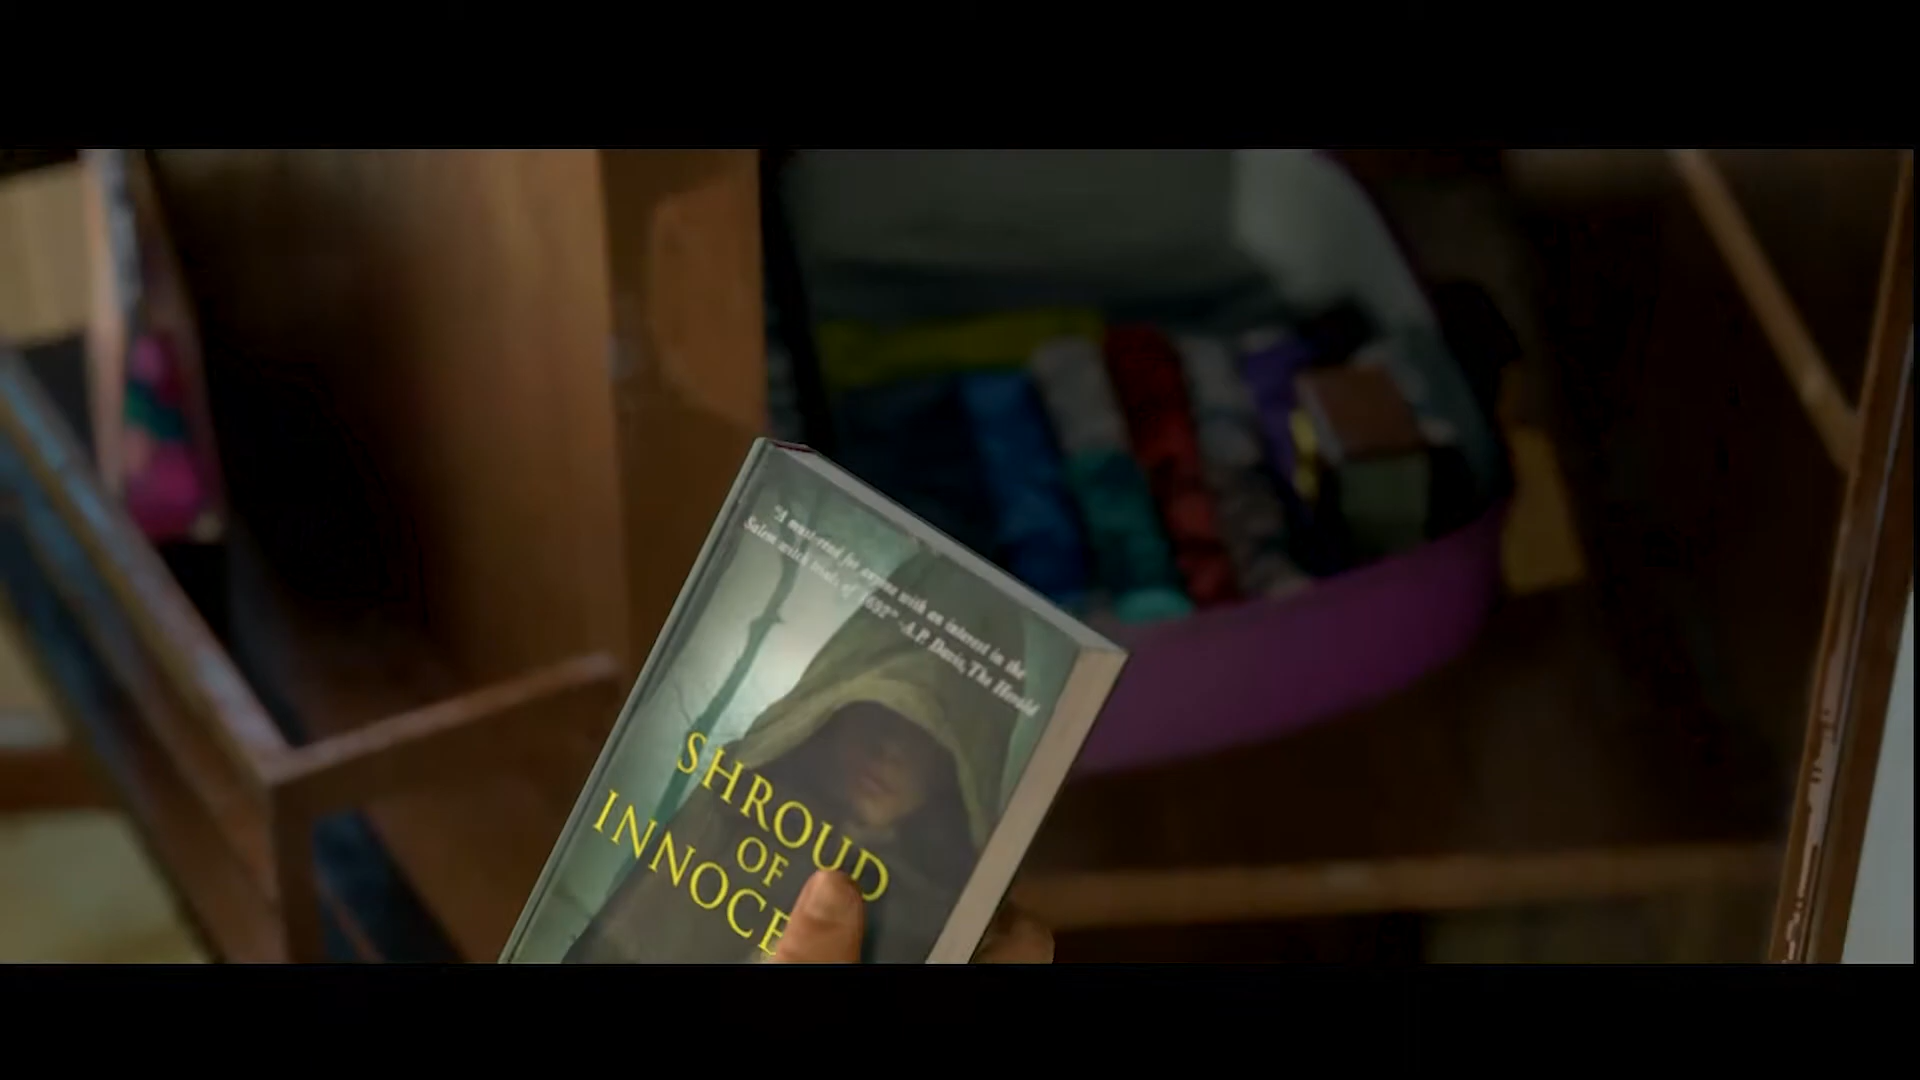 "A must-read for anyone with an interest in the
Salem witch trials of 1692" -A.P. Davis, The Herald
SHROUD
OF
INNOCE